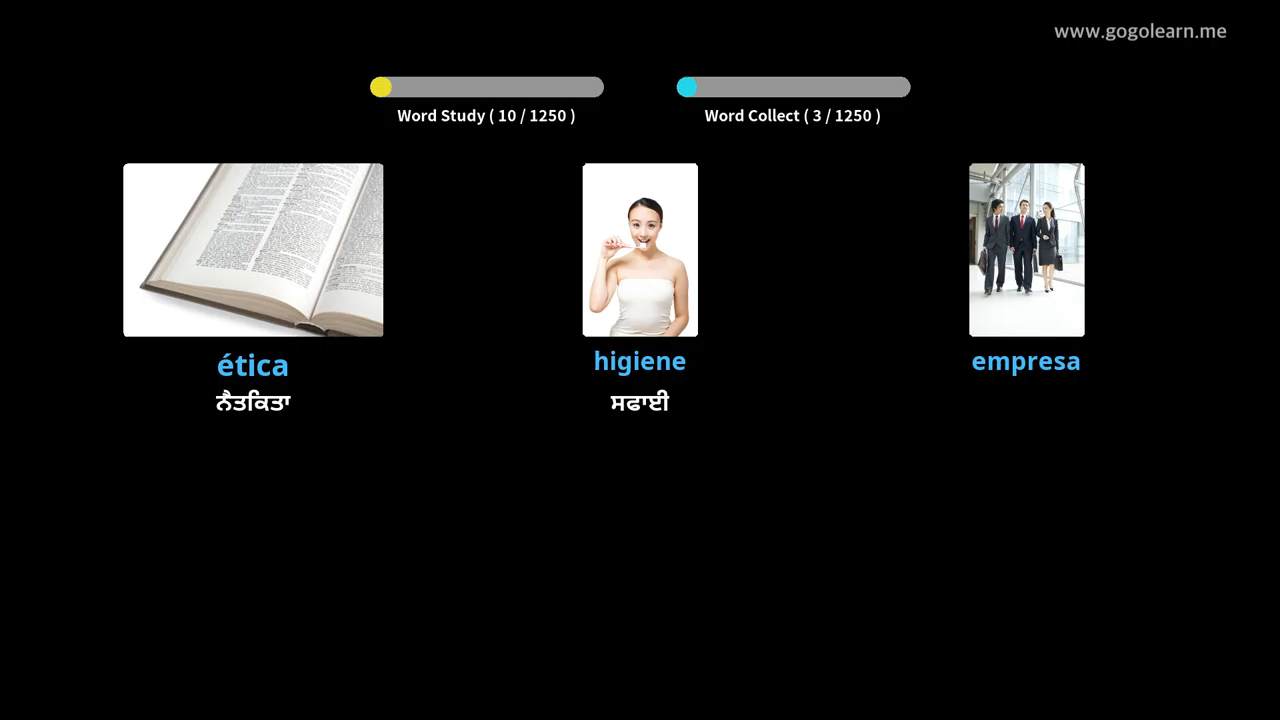 www.gogolearn.me
Word Study ( 10 / 1250 )
Word Collect ( 3 / 1250 )
ética
higiene
empresa
ਨੈਤਕਿਤਾ
ਸਫਾਈ